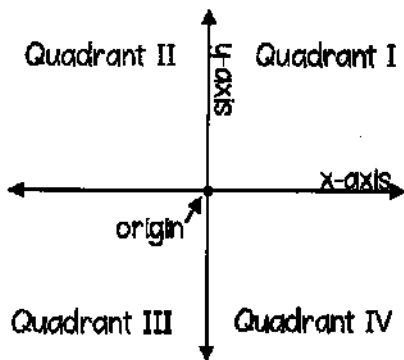 Quadrant II
y-axis
Quadrant I
x-axis
origin
Quadrant III
Quadrant IV